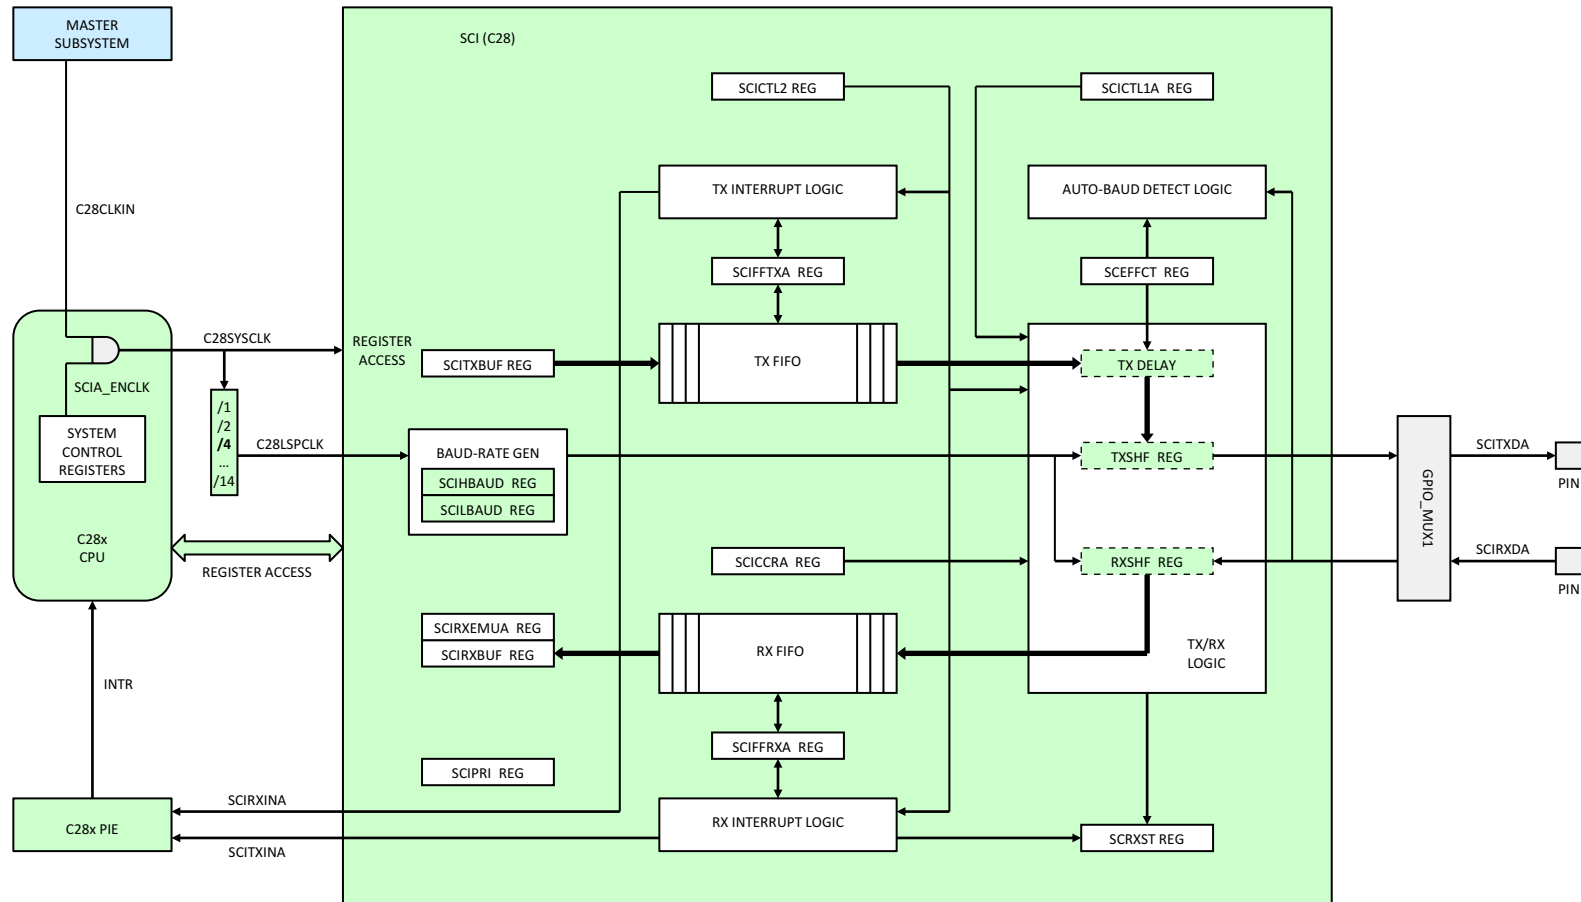 MASTER
SUBSYSTEM
SCI (C28)
SCICTL2 REG
SCICTL1A REG
C28CLKIN
TX INTERRUPT LOGIC
AUTO-BAUD DETECT LOGIC
SCIFFTXA REG
SCEFFCT REG
C28SYSCLK
REGISTER
ACCESS
SCITXBUF REG
TX FIFO
TX DELAY
SCIA_ENCLK
/1
/2
/4
...
/14
SYSTEM
CONTROL
REGISTERS
C28LSPCLK
BAUD-RATE GEN
SCIHBAUD REG
SCILBAUD REG
TXSHF REG
SCITXDA
PIN
GPIO_MUX1
C28x
CPU
REGISTER ACCESS
SCICCRA REG
RXSHF REG
SCIRXDA
PIN
SCIRXEMUA REG
SCIRXBUF REG
RX FIFO
TX/RX
LOGIC
INTR
SCIFFRXA REG
SCIPRI REG
SCIRXINA
C28x PIE
RX INTERRUPT LOGIC
SCRXST REG
SCITXINA